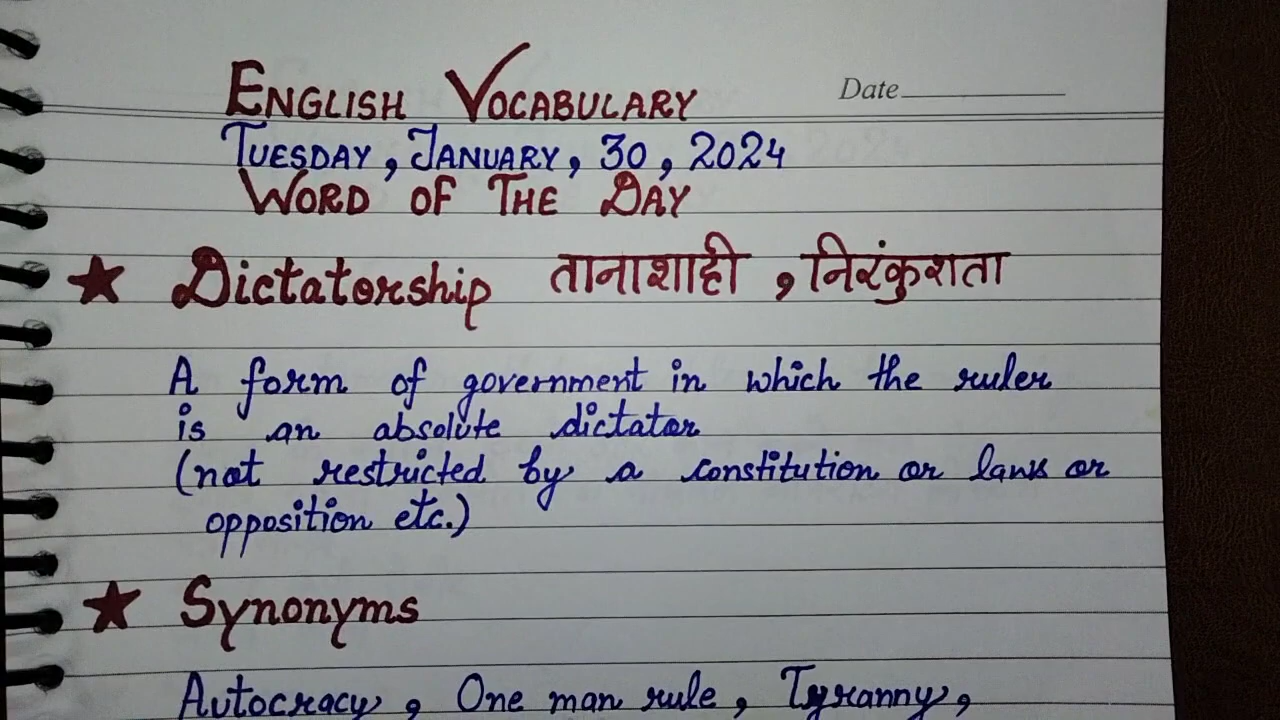 ENGLISH VOCABULARY
Date
TUESDAY, JANUARY, 30, 2024
WORD OF THE DAY
★ Dictatorship तानाशाही, निरंकुशता
A form of government in which the ruler
is an absolute dictator
(not restricted by a constitution or laws or
opposition etc.)
★ Synonyms
Autocracy, One man rule, Tyranny,